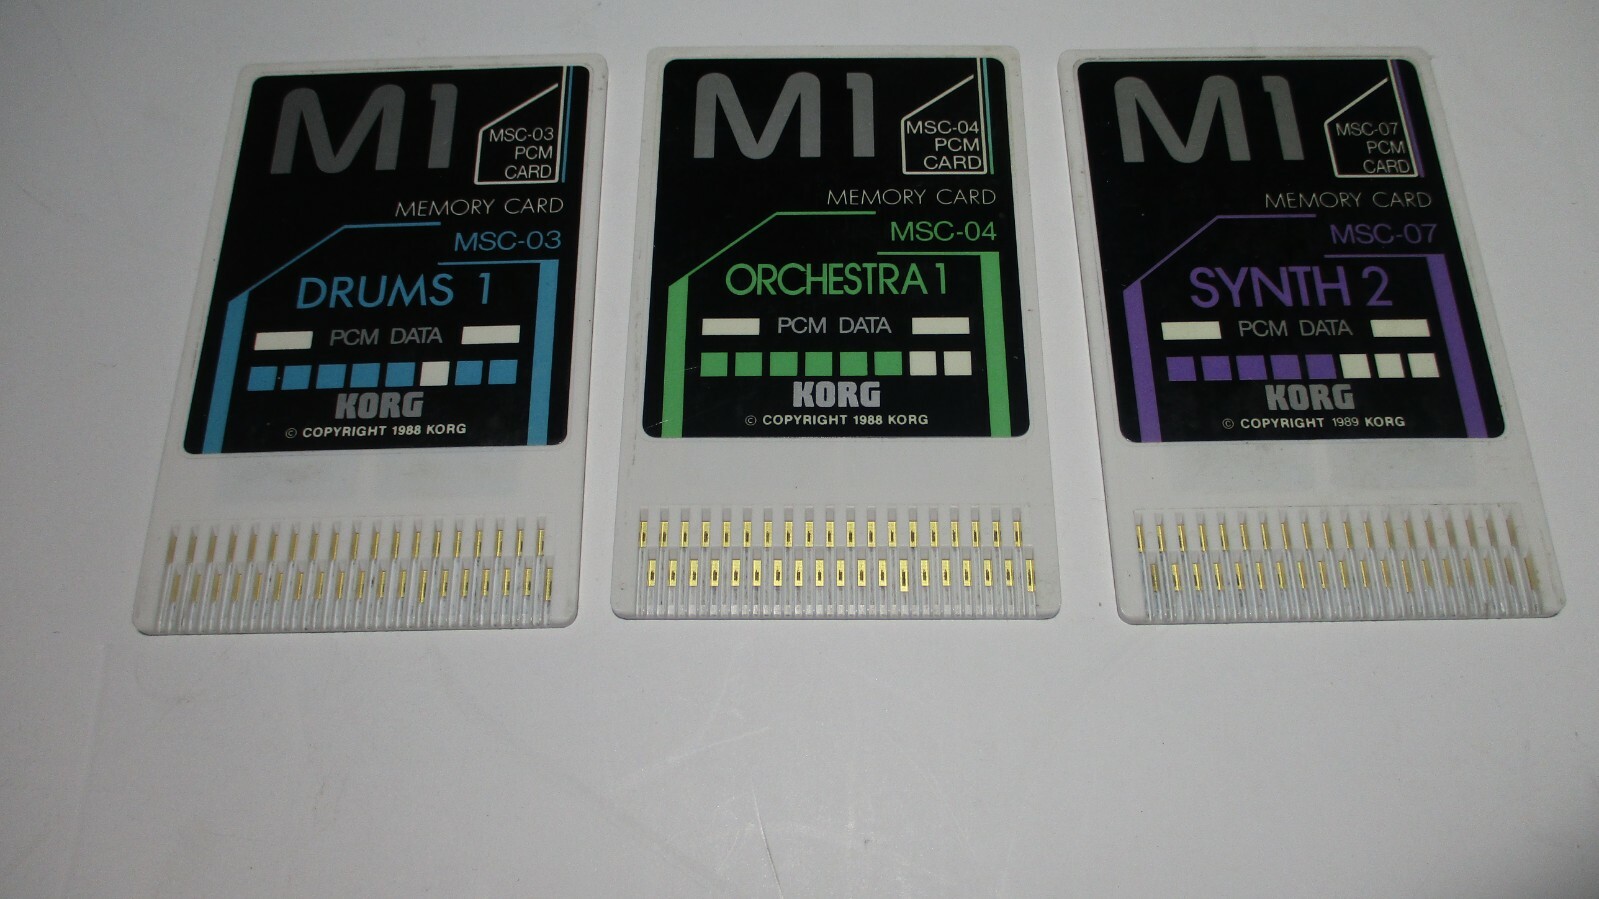 M1
MSC-03
PCM
CARD
MEMORY CARD
MSC-03
DRUMS 1
PCM DATA
KORG
© COPYRIGHT 1988 KORG
M1
MSC-04
PCM
CARD
MEMORY CARD
MSC-04
ORCHESTRA 1
PCM DATA
KORG
© COPYRIGHT 1988 KORG
M1
MSC-07
PCM
CARD
MEMORY CARD
MSC-07
SYNTH 2
PCM DATA
KORG
© COPYRIGHT 1989 KORG